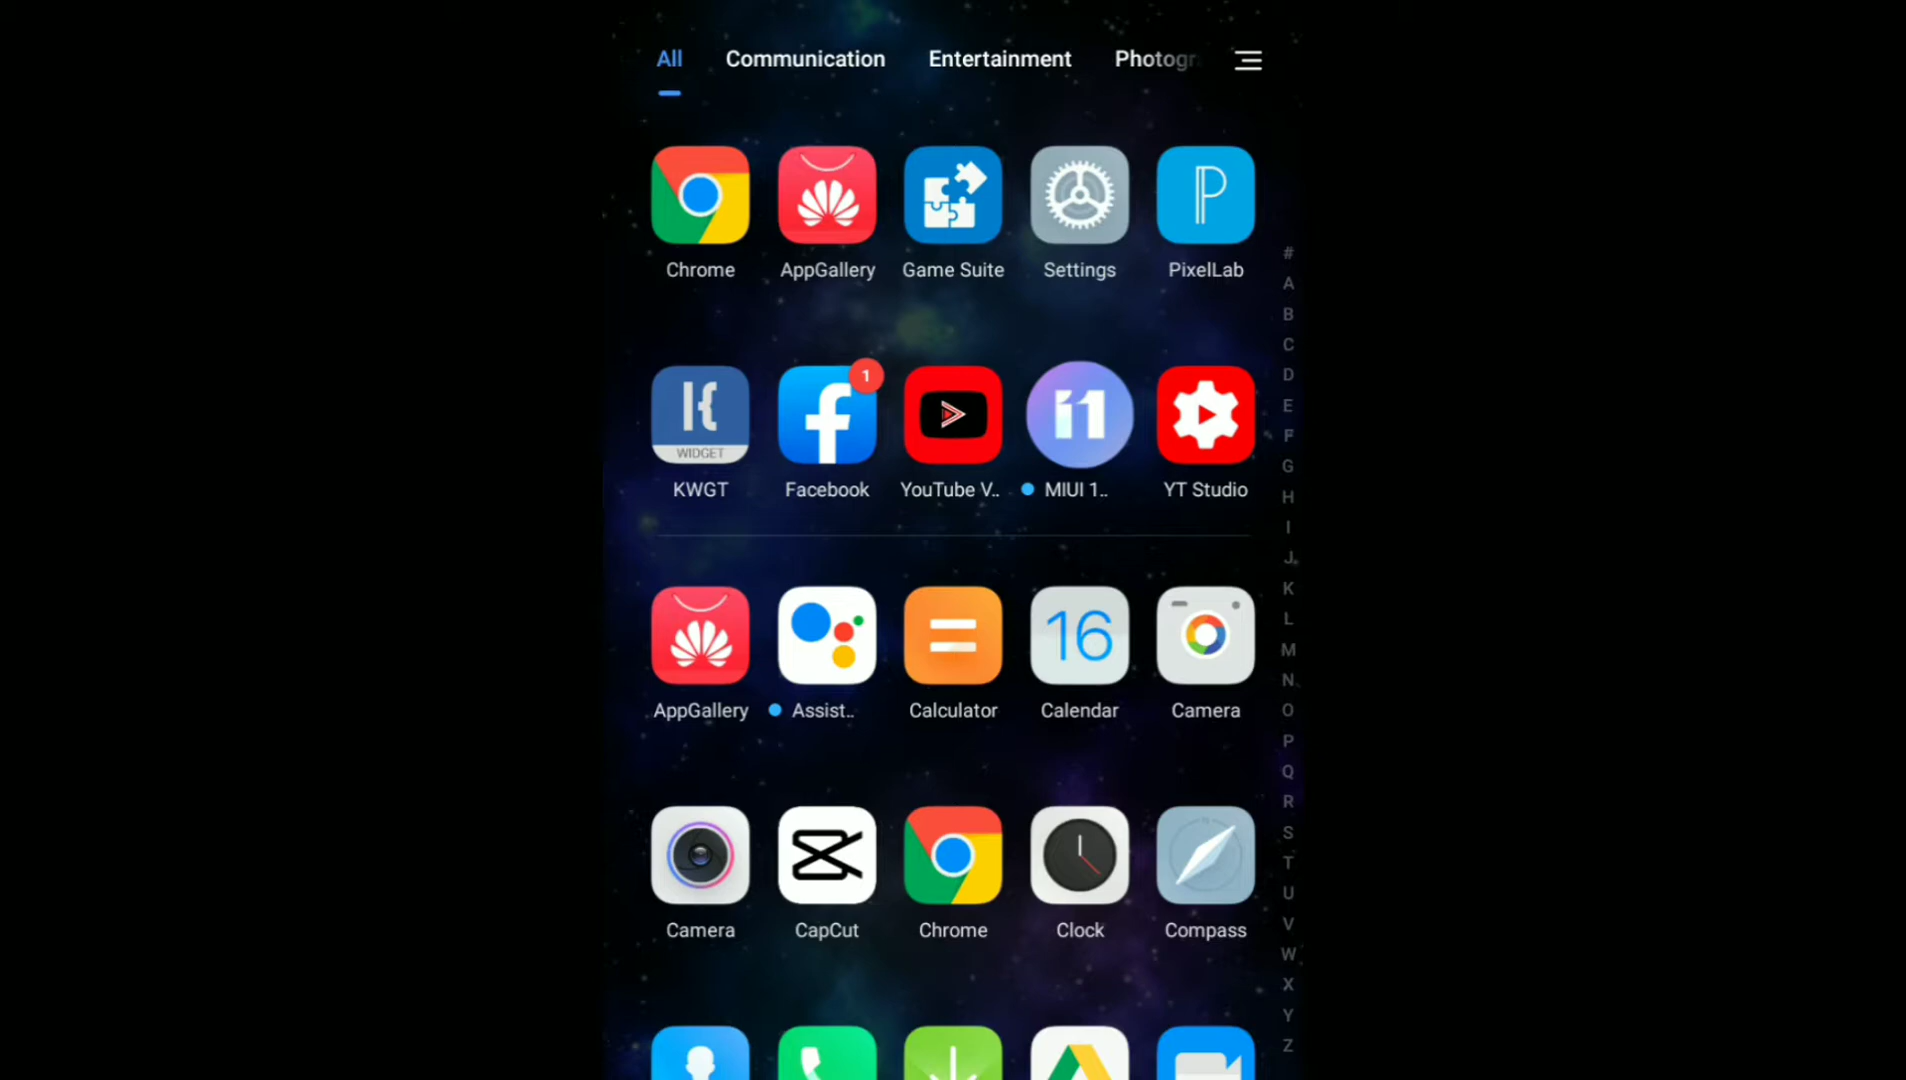 All Communication Entertainment Photogr
Chrome AppGallery Game Suite Settings PixelLab
WIDGET
1
KWGT Facebook YouTube V.. MIUI 1.. YT Studio
16
AppGallery Assist.. Calculator Calendar Camera
Camera CapCut Chrome Clock Compass
#
A
B
C
D
E
F
G
H
I
J
K
L
M
N
O
P
Q
R
S
T
U
V
W
X
Y
Z